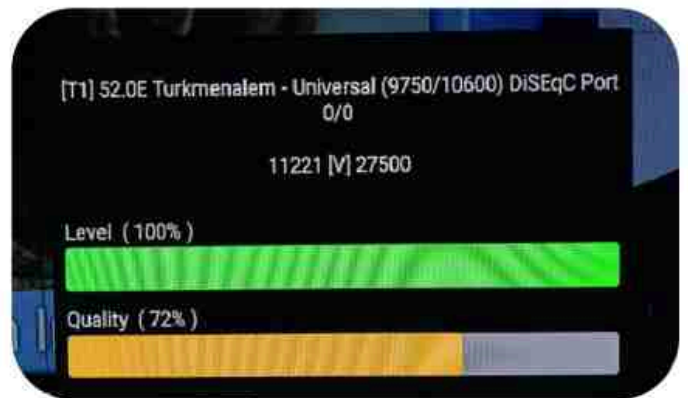 [T1] 52.0E Turkmenalem - Universal (9750/10600) DiSEqC Port
0/0
11221 [V] 27500
Level ( 100% )
Quality ( 72% )